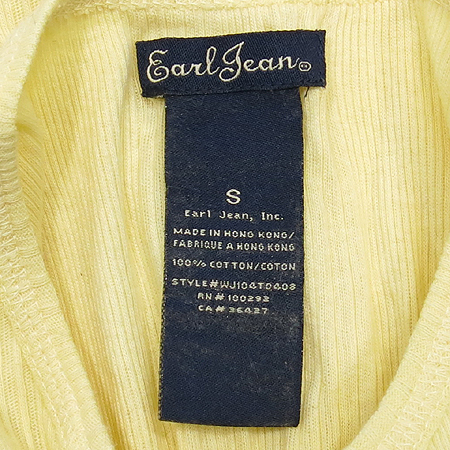 Earl Jean
S
Earl Jean, Inc.
MADE IN HONG KONG/
FABRIQUE A HONG KONG
100% COTTON/COTON
STYLE#WJ104T0408
RN#100292
CA#36427